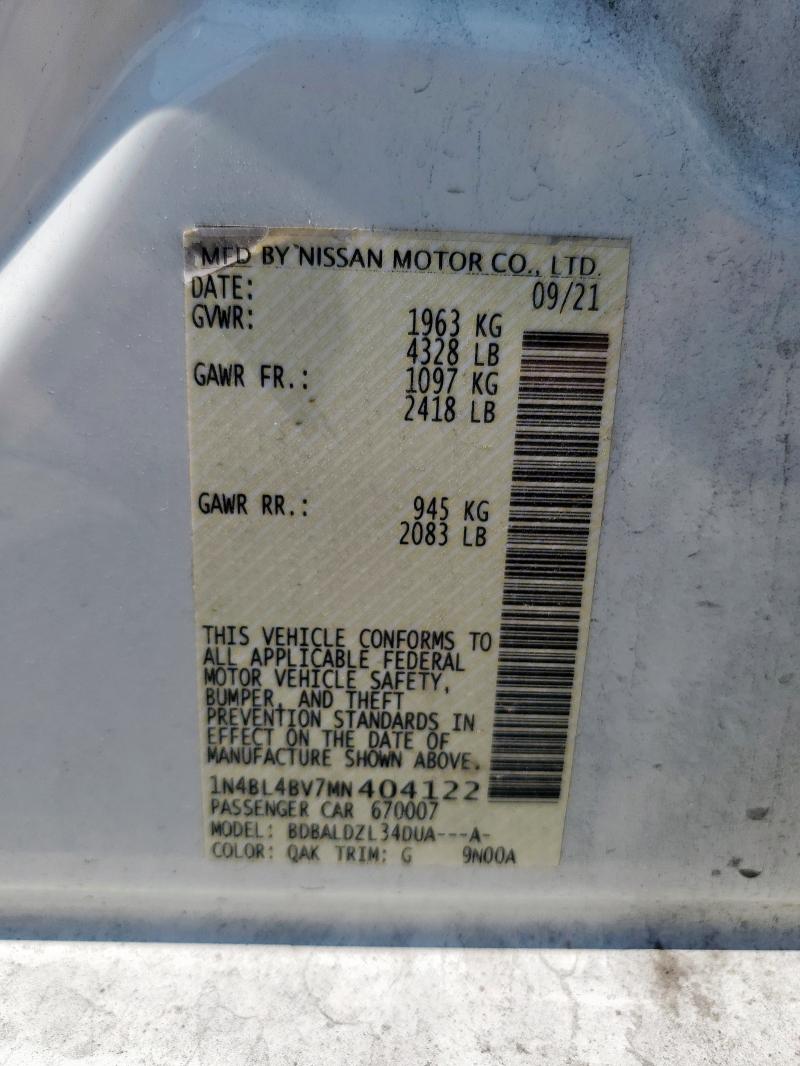 MFD BY NISSAN MOTOR CO., LTD.
DATE: 09/21
GVWR: 1963 KG
4328 LB
GAWR FR.: 1097 KG
2418 LB
GAWR RR.: 945 KG
2083 LB
THIS VEHICLE CONFORMS TO
ALL APPLICABLE FEDERAL
MOTOR VEHICLE SAFETY,
BUMPER, AND THEFT
PREVENTION STANDARDS IN
EFFECT ON THE DATE OF
MANUFACTURE SHOWN ABOVE.
1N4BL4BV7MN404122
PASSENGER CAR 670007
MODEL: BDBALDZL34DUA---A-
COLOR: QAK TRIM: G 9N00A